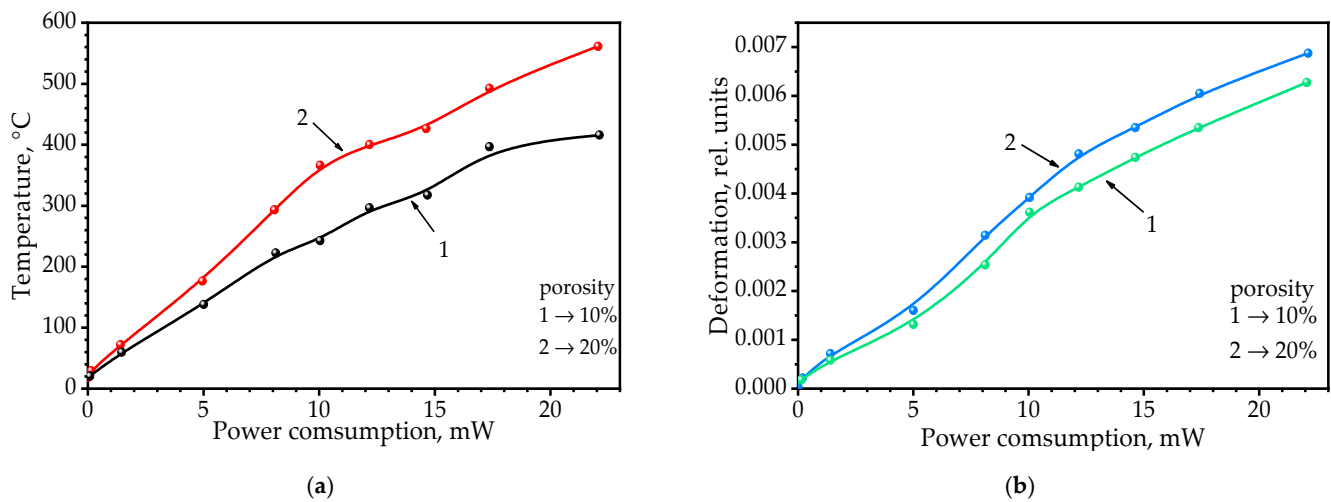 600
500
400
300
200
100
0
Temperature, °C
2
1
porosity
1 → 10%
2 → 20%
0 5 10 15 20
Power comsumption, mW
(a)
0.007
0.006
0.005
0.004
0.003
0.002
0.001
0.000
Deformation, rel. units
2
1
porosity
1 → 10%
2 → 20%
0 5 10 15 20
Power comsumption, mW
(b)